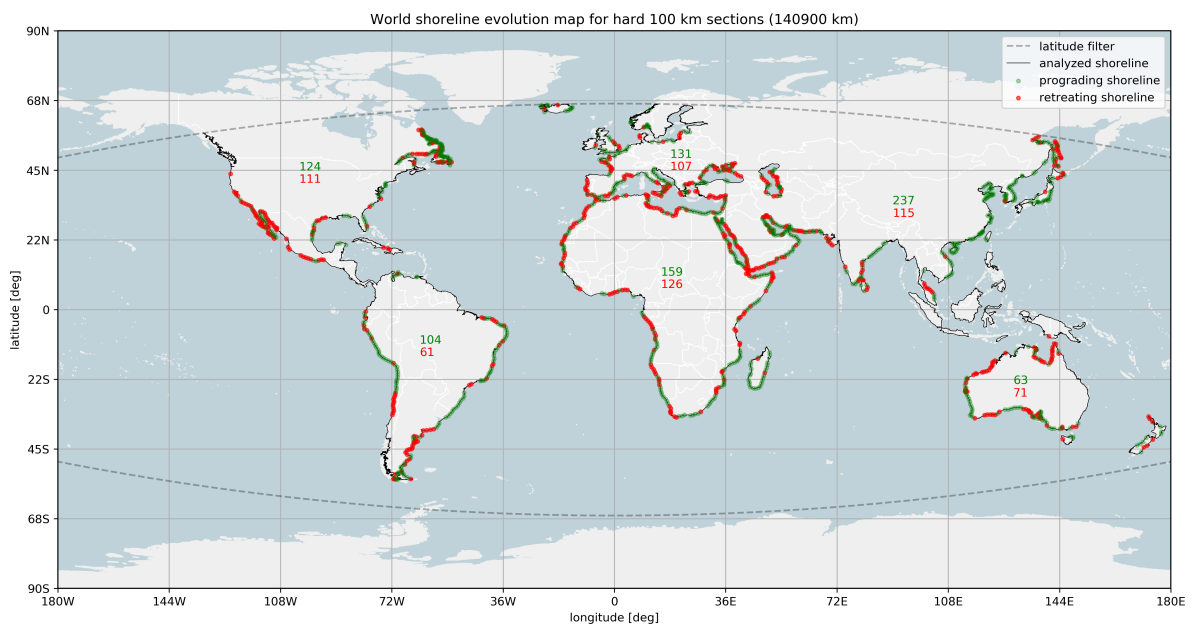 World shoreline evolution map for hard 100 km sections (140900 km)
90N
68N
45N
22N
0
22S
45S
68S
90S
latitude [deg]
latitude filter
analyzed shoreline
prograding shoreline
retreating shoreline
124
111
131
107
237
115
159
126
104
61
63
71
180W
144W
108W
72W
36W
0
36E
72E
108E
144E
180E
longitude [deg]